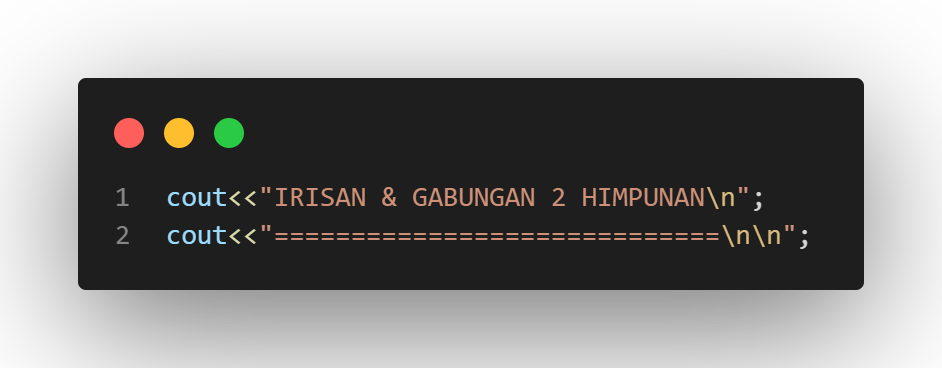 1 cout<<"IRISAN & GABUNGAN 2 HIMPUNAN\n";
2 cout<<"=============================\n\n";